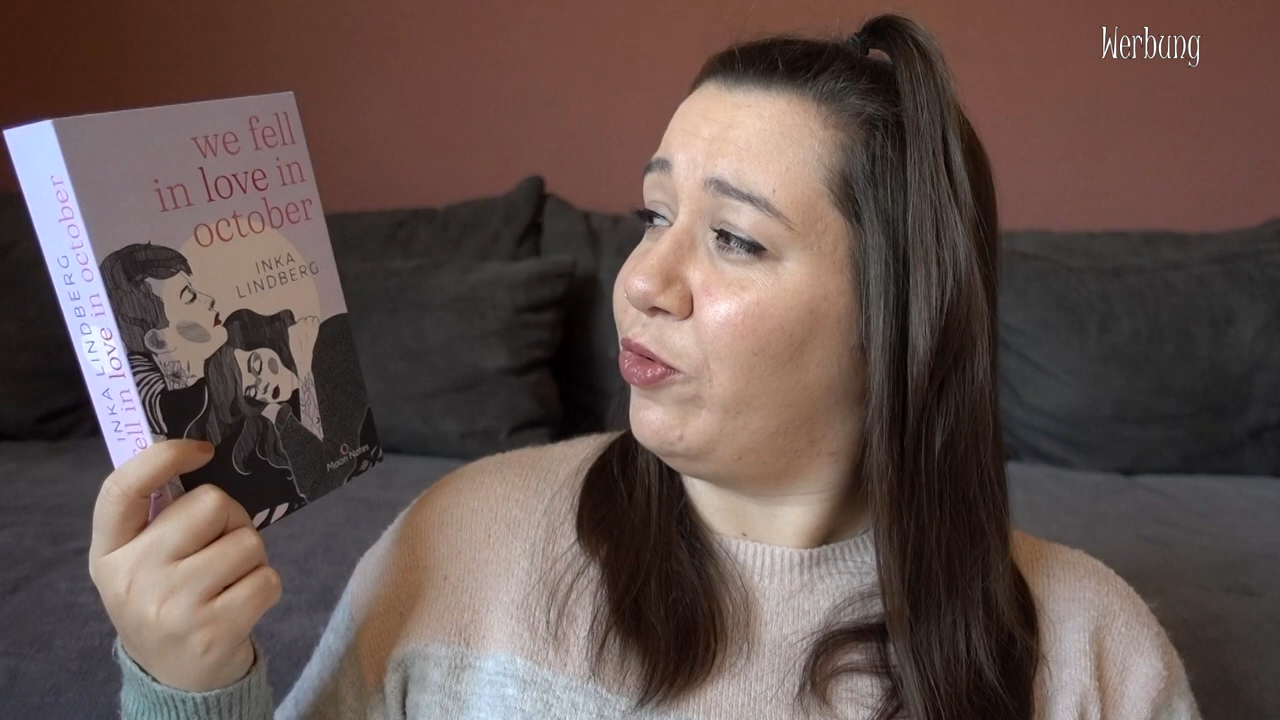 Werbung
we fell
in love in
october
INKA
LINDBERG
Moon Notes
INKA LINDBERG
fell in love in october